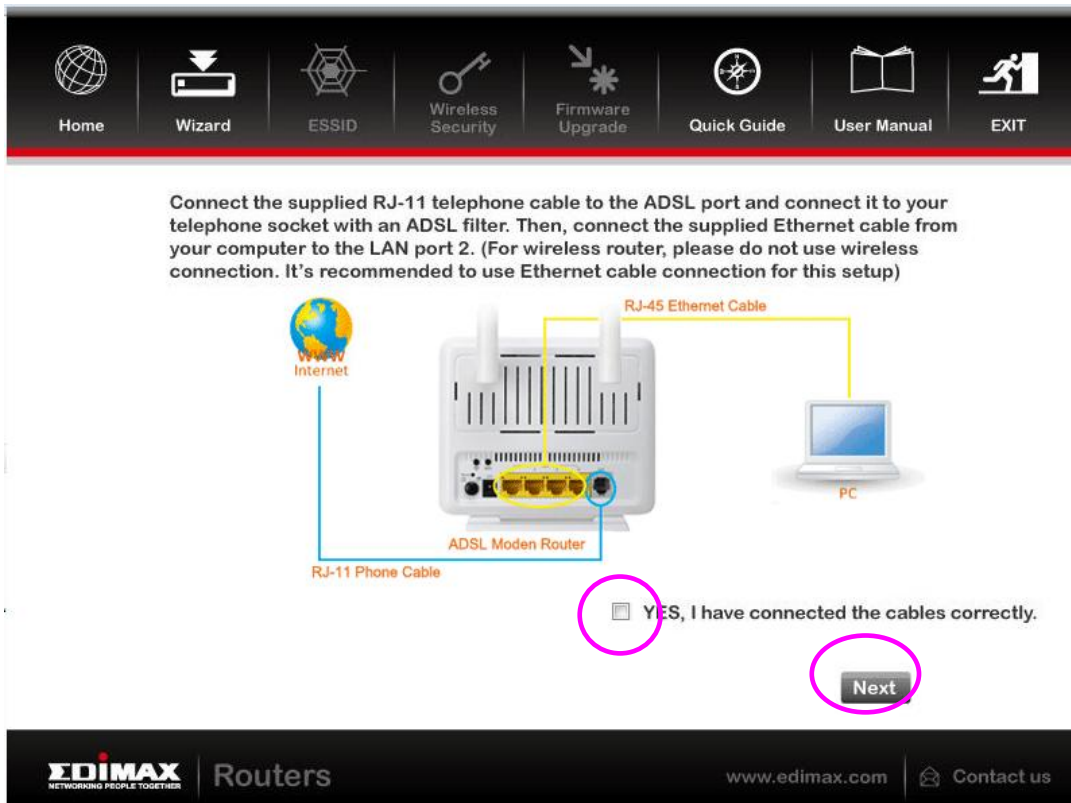 Home
Wizard
ESSID
Wireless
Security
Firmware
Upgrade
Quick Guide
User Manual
EXIT
Connect the supplied RJ-11 telephone cable to the ADSL port and connect it to your
telephone socket with an ADSL filter. Then, connect the supplied Ethernet cable from
your computer to the LAN port 2. (For wireless router, please do not use wireless
connection. It's recommended to use Ethernet cable connection for this setup)
RJ-45 Ethernet Cable
WWW
Internet
PC
ADSL Moden Router
RJ-11 Phone Cable
YES, I have connected the cables correctly.
Next
EDIMAX
NETWORKING PEOPLE TOGETHER
Routers
www.edimax.com
Contact us